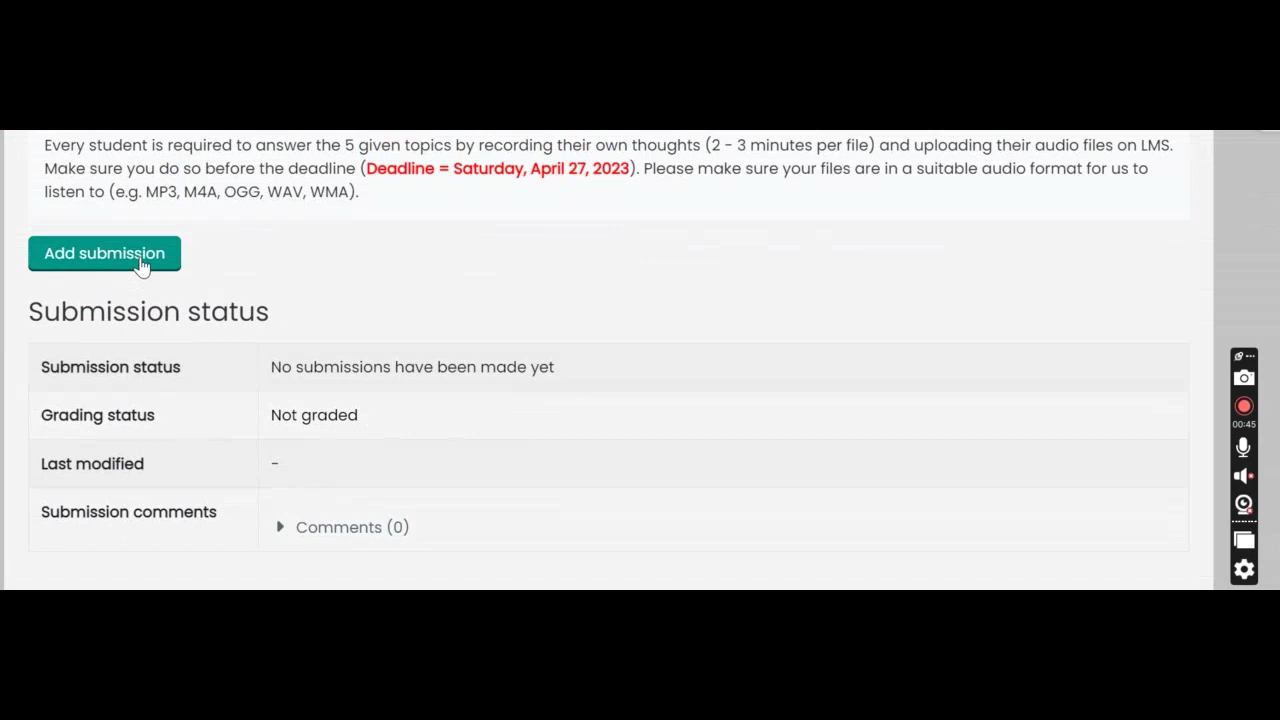 Every student is required to answer the 5 given topics by recording their own thoughts (2 - 3 minutes per file) and uploading their audio files on LMS.
Make sure you do so before the deadline (Deadline = Saturday, April 27, 2023). Please make sure your files are in a suitable audio format for us to
listen to (e.g. MP3, M4A, OGG, WAV, WMA).
Add submission
Submission status
Submission status No submissions have been made yet
Grading status Not graded
Last modified -
Submission comments
Comments (0)
00:45